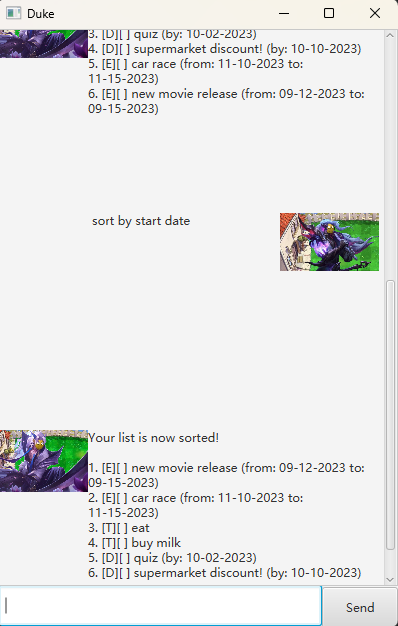 Duke
3. [D][ ] quiz (by: 10-02-2023)
4. [D][ ] supermarket discount! (by: 10-10-2023)
5. [E][ ] car race (from: 11-10-2023 to:
11-15-2023)
6. [E][ ] new movie release (from: 09-12-2023 to:
09-15-2023)
sort by start date
Your list is now sorted!
1. [E][ ] new movie release (from: 09-12-2023 to:
09-15-2023)
2. [E][ ] car race (from: 11-10-2023 to:
11-15-2023)
3. [T][ ] eat
4. [T][ ] buy milk
5. [D][ ] quiz (by: 10-02-2023)
6. [D][ ] supermarket discount! (by: 10-10-2023)
Send